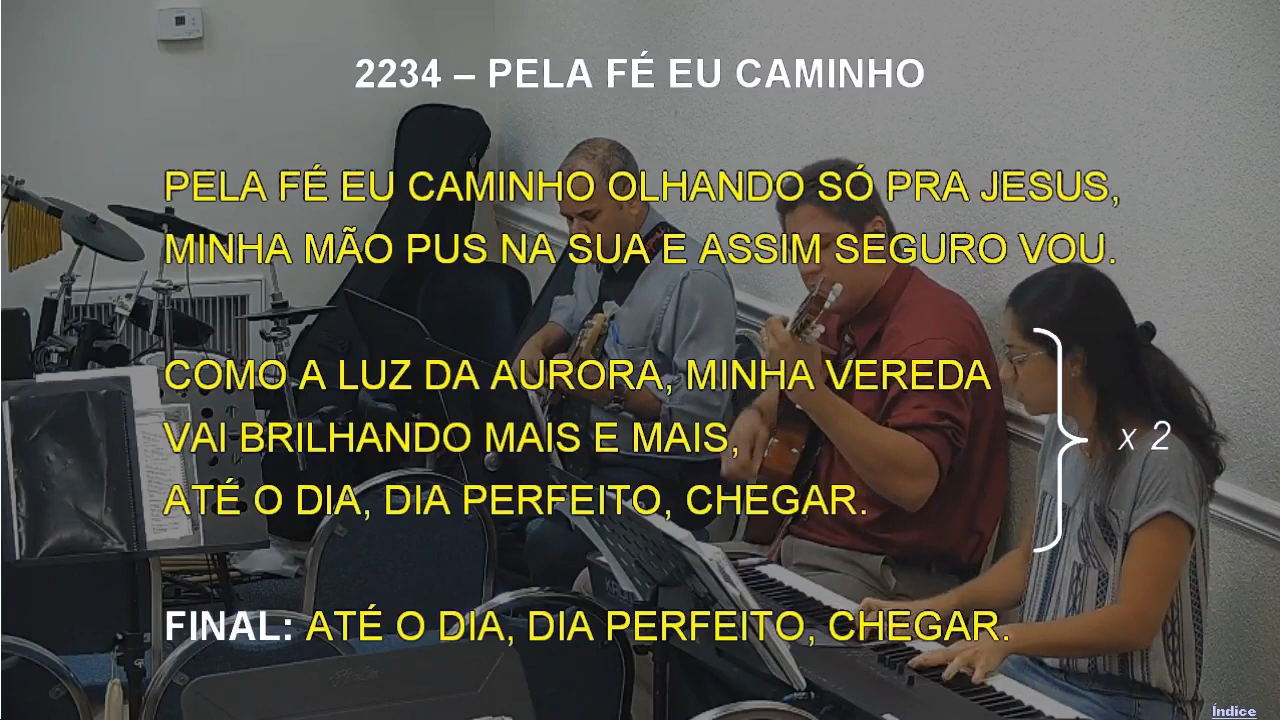 2234 – PELA FÉ EU CAMINHO
PELA FÉ EU CAMINHO OLHANDO SÓ PRA JESUS,
MINHA MÃO PUS NA SUA E ASSIM SEGURO VOU.
COMO A LUZ DA AURORA, MINHA VEREDA
VAI BRILHANDO MAIS E MAIS,
ATÉ O DIA, DIA PERFEITO, CHEGAR.
x 2
FINAL: ATÉ O DIA, DIA PERFEITO, CHEGAR.
Índice